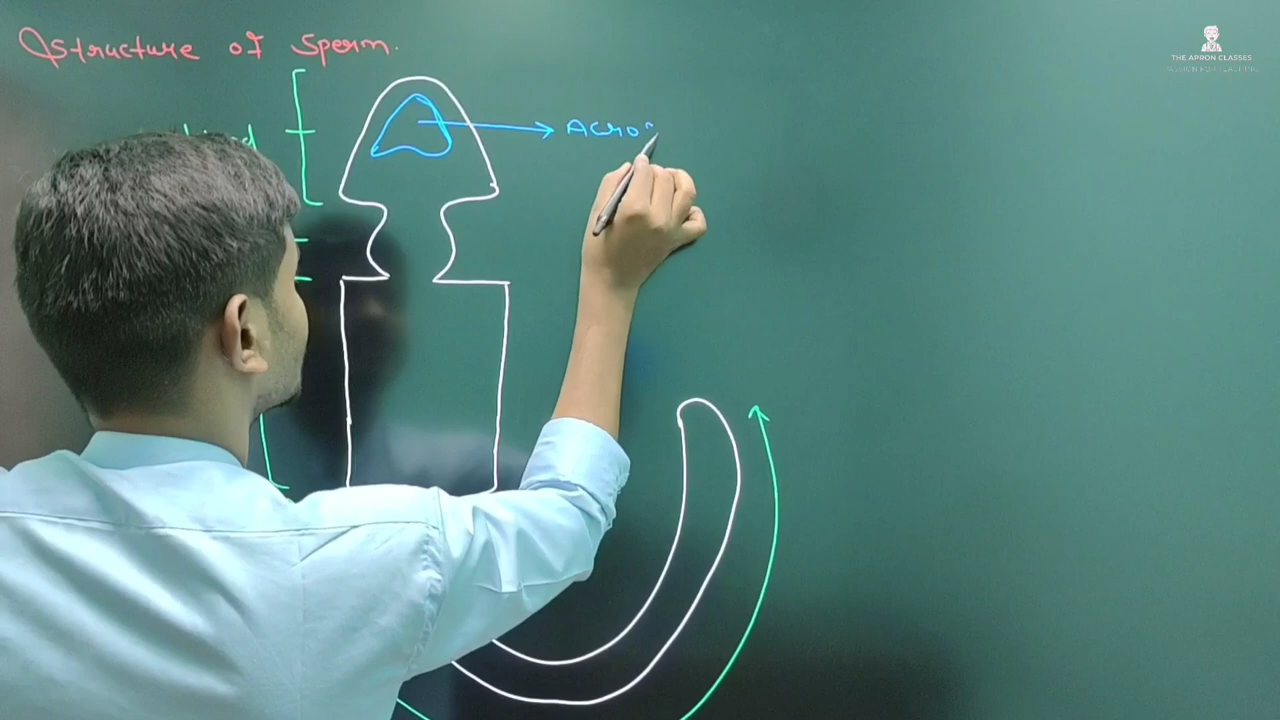 Structure of Sperm.
Acro
THE APRON CLASSES